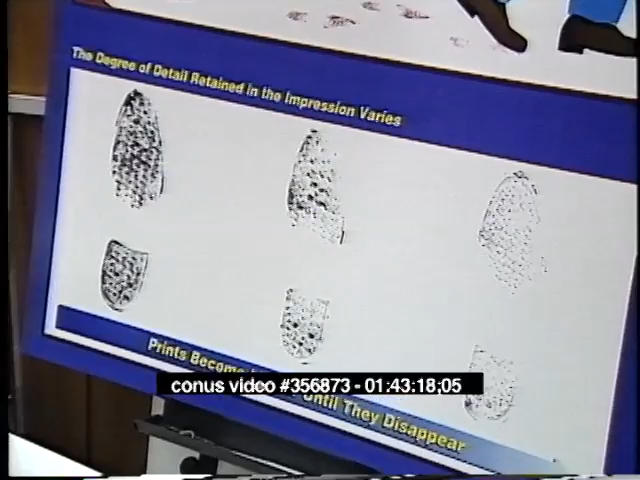 The Degree of Detail Retained in the Impression Varies
Prints Become Until They Disappear
conus video #356873 - 01:43:18;05